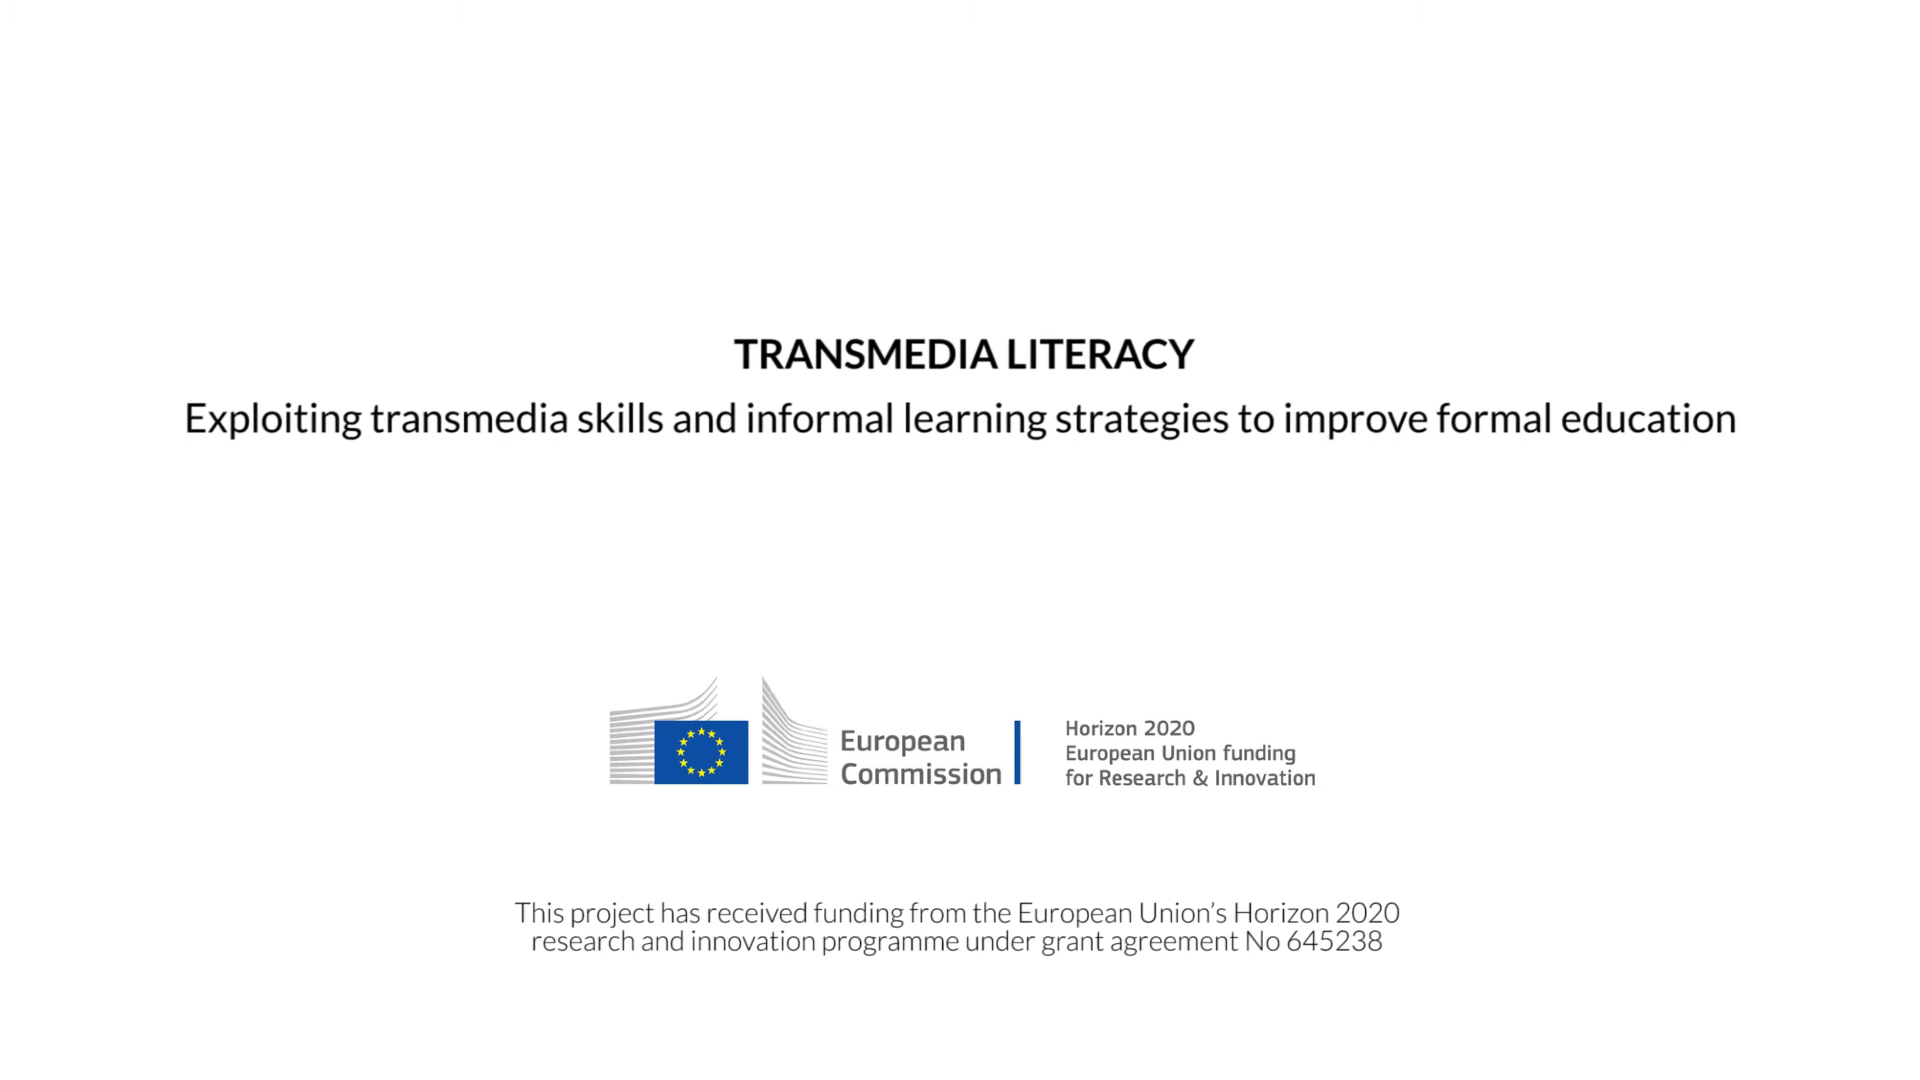 TRANSMEDIA LITERACY
Exploiting transmedia skills and informal learning strategies to improve formal education
European
Commission
Horizon 2020
European Union funding
for Research & Innovation
This project has received funding from the European Union’s Horizon 2020
research and innovation programme under grant agreement No 645238